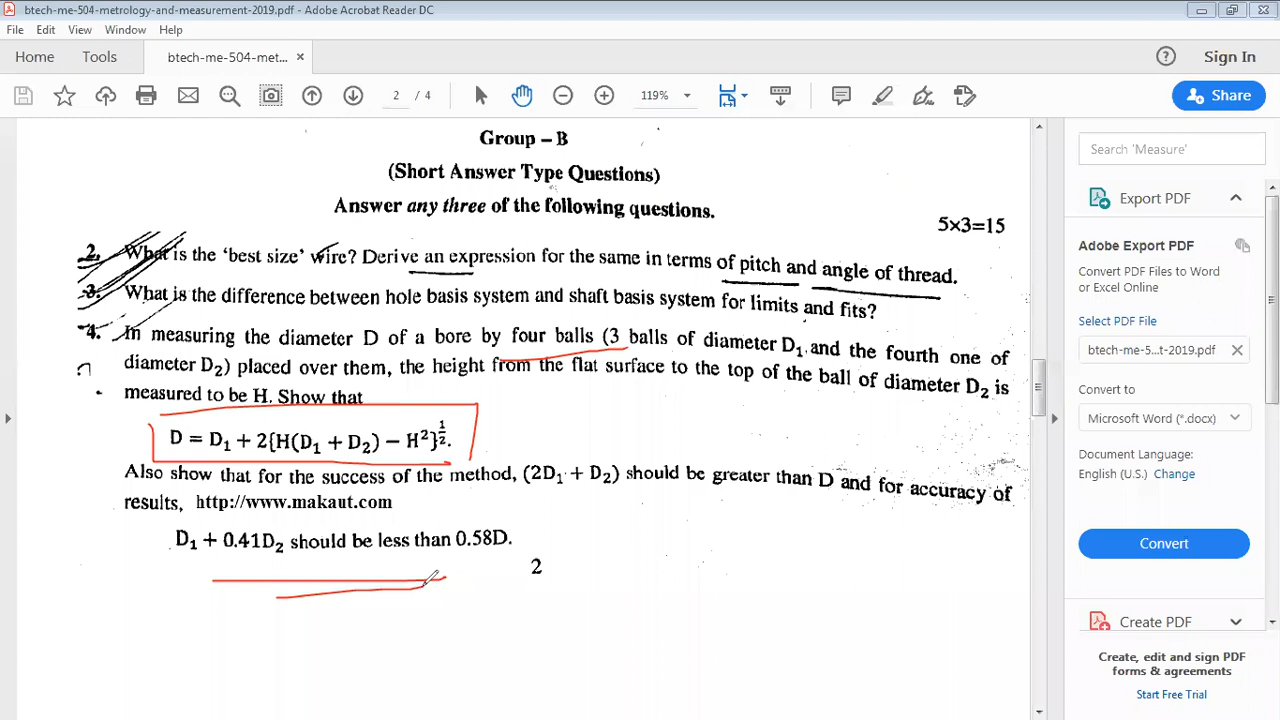 btech-me-504-metrology-and-measurement-2019.pdf - Adobe Acrobat Reader DC
File Edit View Window Help
Home Tools btech-me-504-met... × Sign In
2 / 4 119% Share
Group – B
(Short Answer Type Questions)
Answer any three of the following questions.
5×3=15
2. What is the 'best size' wire? Derive an expression for the same in terms of pitch and angle of thread.
3. What is the difference between hole basis system and shaft basis system for limits and fits?
4. In measuring the diameter D of a bore by four balls (3 balls of diameter D₁ and the fourth one of
diameter D₂) placed over them, the height from the flat surface to the top of the ball of diameter D₂ is
measured to be H. Show that
D = D₁ + 2{H(D₁ + D₂) − H²}^½.
Also show that for the success of the method, (2D₁ + D₂) should be greater than D and for accuracy of
results, http://www.makaut.com
D₁ + 0.41D₂ should be less than 0.58D.
2
Search 'Measure'
Export PDF
Adobe Export PDF
Convert PDF Files to Word
or Excel Online
Select PDF File
btech-me-5...t-2019.pdf
Convert to
Microsoft Word (*.docx)
Document Language:
English (U.S.) Change
Convert
Create PDF
Create, edit and sign PDF
forms & agreements
Start Free Trial